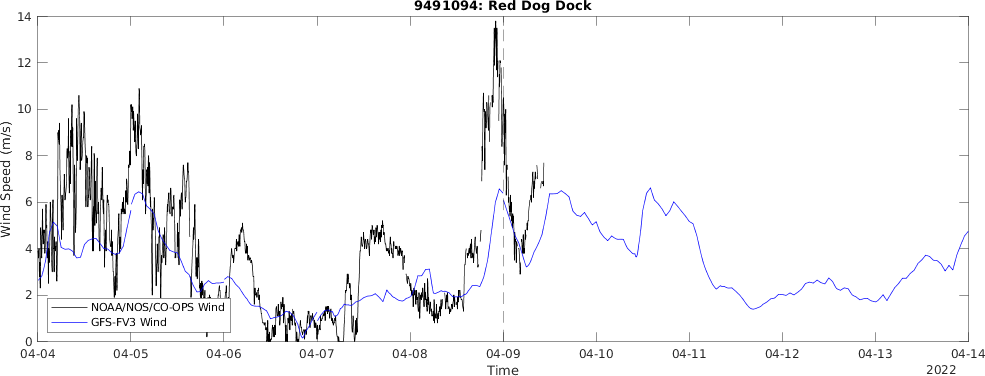 9491094: Red Dog Dock
Wind Speed (m/s)
14
12
10
8
6
4
2
0
NOAA/NOS/CO-OPS Wind
GFS-FV3 Wind
04-04 04-05 04-06 04-07 04-08 04-09 04-10 04-11 04-12 04-13 04-14
Time
2022